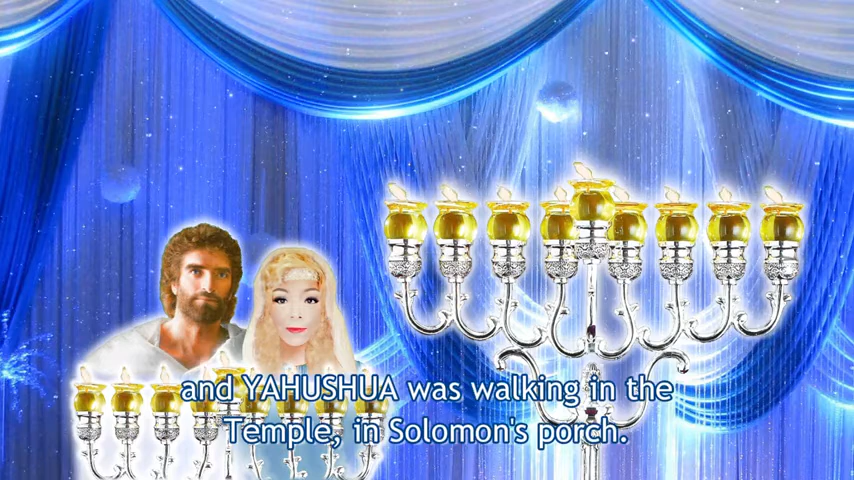 and YAHUSHUA was walking in the
Temple, in Solomon's porch.